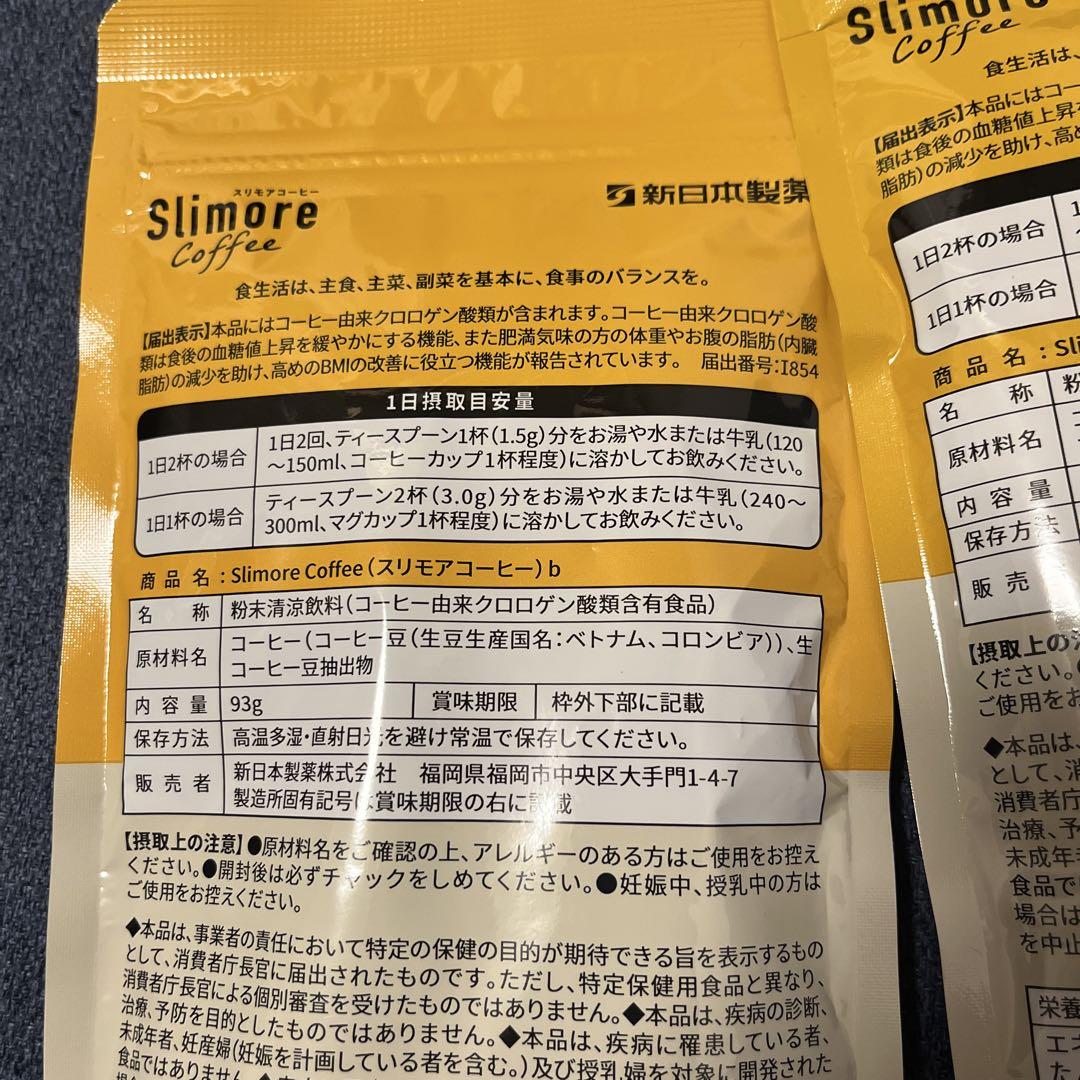 スリモアコーヒー
Slimore
Coffee
新日本製薬
食生活は、主食、主菜、副菜を基本に、食事のバランスを。
【届出表示】本品にはコーヒー由来クロロゲン酸類が含まれます。コーヒー由来クロロゲン酸
類は食後の血糖値上昇を緩やかにする機能、また肥満気味の方の体重やお腹の脂肪(内臓
脂肪)の減少を助け、高めのBMIの改善に役立つ機能が報告されています。 届出番号:I854
1日摂取目安量
1日2杯の場合
1日2回、ティースプーン1杯(1.5g)分をお湯や水または牛乳(120
～150ml、コーヒーカップ1杯程度)に溶かしてお飲みください。
1日1杯の場合
ティースプーン2杯(3.0g)分をお湯や水または牛乳(240～
300ml、マグカップ1杯程度)に溶かしてお飲みください。
商品名:Slimore Coffee(スリモアコーヒー)b
名称 粉末清涼飲料(コーヒー由来クロロゲン酸類含有食品)
原材料名
コーヒー(コーヒー豆(生豆生産国名:ベトナム、コロンビア))、生
コーヒー豆抽出物
内容量 93g 賞味期限 枠外下部に記載
保存方法 高温多湿・直射日光を避け常温で保存してください。
販売者
新日本製薬株式会社 福岡県福岡市中央区大手門1-4-7
製造所固有記号は賞味期限の右に記載
【摂取上の注意】●原材料名をご確認の上、アレルギーのある方はご使用をお控え
ください。●開封後は必ずチャックをしめてください。●妊娠中、授乳中の方は
ご使用をお控えください。
◆本品は、事業者の責任において特定の保健の目的が期待できる旨を表示するもの
として、消費者庁長官に届出されたものです。ただし、特定保健用食品と異なり、
消費者庁長官による個別審査を受けたものではありません。◆本品は、疾病の診断、
治療、予防を目的としたものではありません。◆本品は、疾病に罹患している者、
未成年者、妊産婦(妊娠を計画している者を含む。)及び授乳婦を対象に開発された
食品ではありません。
Slimore
Coffee
食生活は、
【届出表示】本品にはコー
類は食後の血糖値上昇
脂肪)の減少を助け、高め
1日2杯の場合
1日1杯の場合
商品名:Sli
名称 粉
原材料名
内容量
保存方法
販売
【摂取上の注
ください。
ご使用をお
◆本品は、
として、消
消費者庁
治療、予
未成年者
食品で
場合は
を中止
栄養
エネ
た